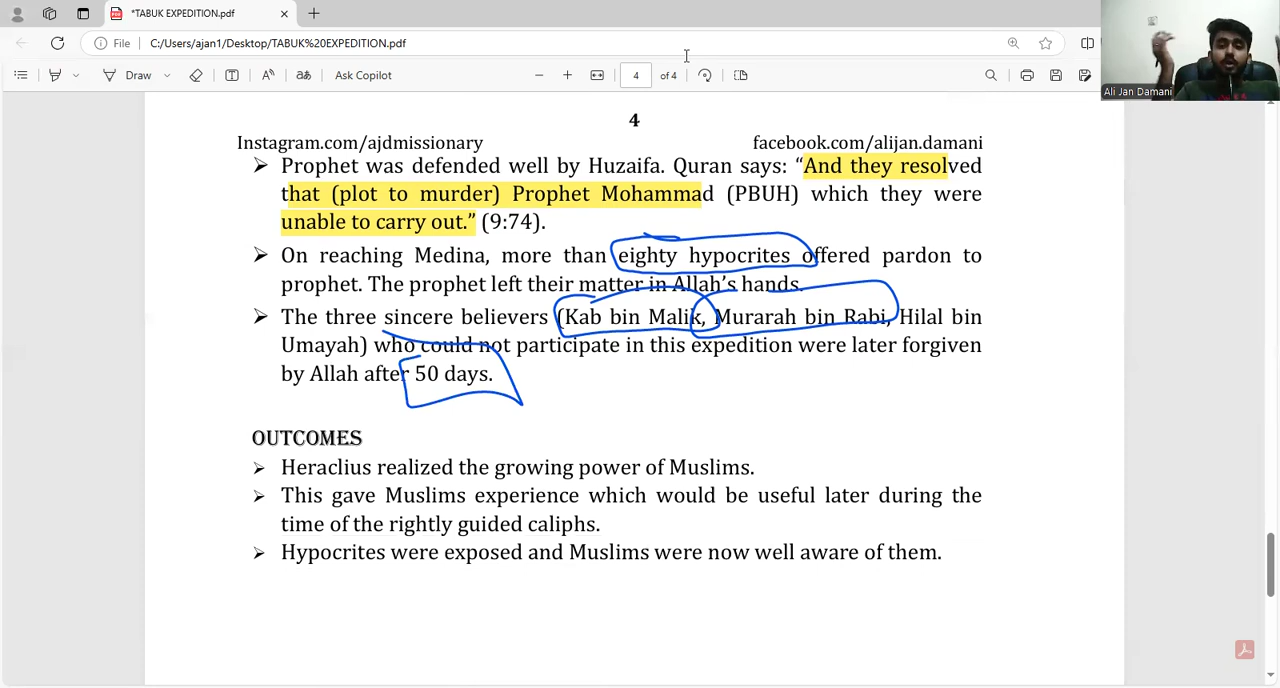 *TABUK EXPEDITION.pdf
File C:/Users/ajan1/Desktop/TABUK%20EXPEDITION.pdf
Draw aあ Ask Copilot 4 of 4
Ali Jan Damani
4
Instagram.com/ajdmissionary facebook.com/alijan.damani
➢ Prophet was defended well by Huzaifa. Quran says: “And they resolved
that (plot to murder) Prophet Mohammad (PBUH) which they were
unable to carry out.” (9:74).
➢ On reaching Medina, more than eighty hypocrites offered pardon to
prophet. The prophet left their matter in Allah’s hands.
➢ The three sincere believers (Kab bin Malik, Murarah bin Rabi, Hilal bin
Umayah) who could not participate in this expedition were later forgiven
by Allah after 50 days.
OUTCOMES
➢ Heraclius realized the growing power of Muslims.
➢ This gave Muslims experience which would be useful later during the
time of the rightly guided caliphs.
➢ Hypocrites were exposed and Muslims were now well aware of them.